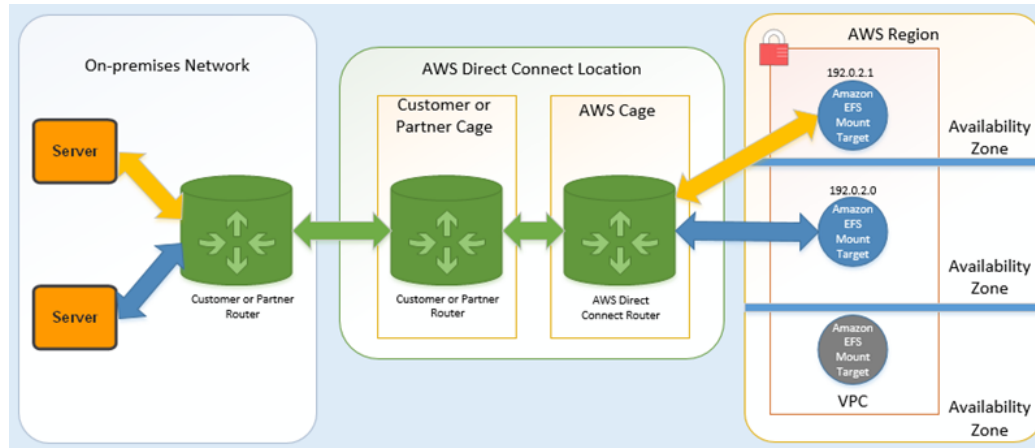 On-premises Network
Server
Server
Customer or Partner
Router
AWS Direct Connect Location
Customer or
Partner Cage
Customer or Partner
Router
AWS Cage
AWS Direct
Connect Router
AWS Region
192.0.2.1
Amazon
EFS
Mount
Target
Availability
Zone
192.0.2.0
Amazon
EFS
Mount
Target
Availability
Zone
Amazon
EFS
Mount
Target
VPC
Availability
Zone